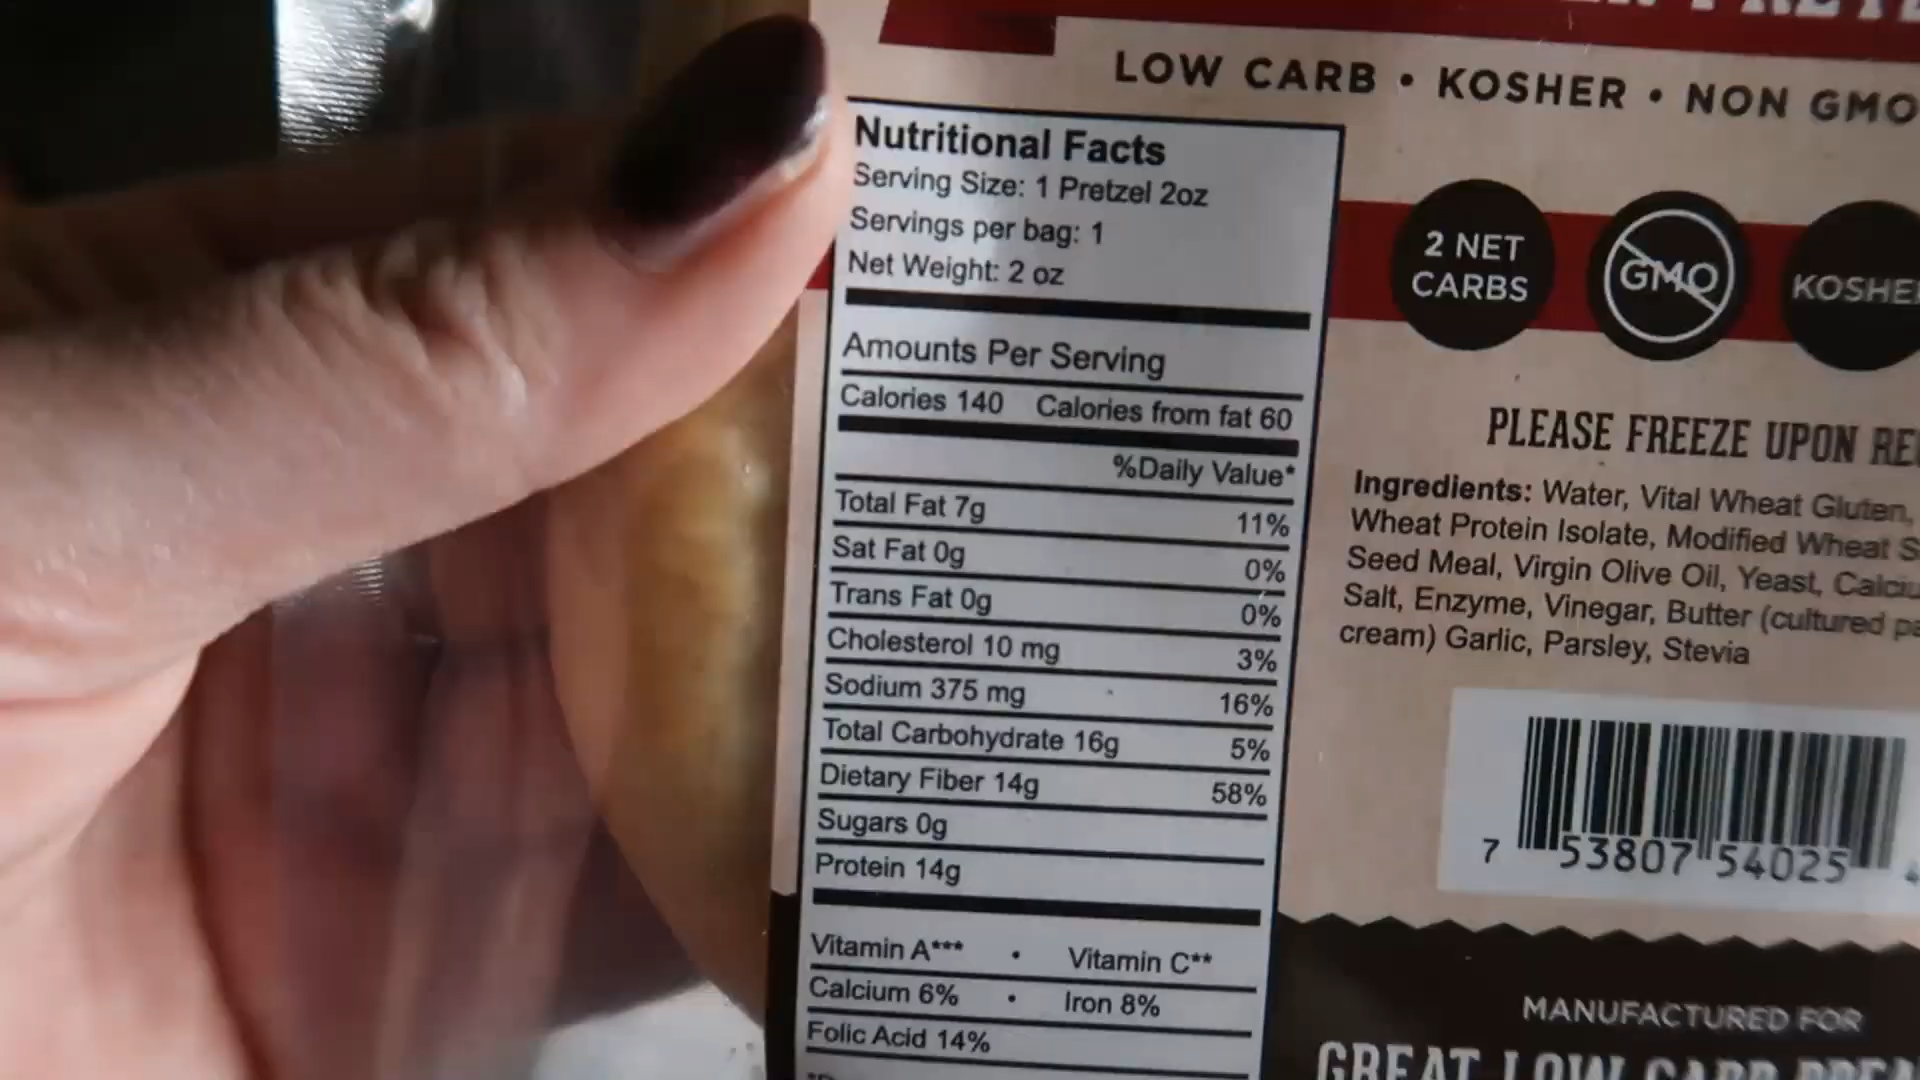 LOW CARB • KOSHER • NON GMO
Nutritional Facts
Serving Size: 1 Pretzel 2oz
Servings per bag: 1
Net Weight: 2 oz
Amounts Per Serving
Calories 140 Calories from fat 60
%Daily Value*
Total Fat 7g 11%
Sat Fat 0g 0%
Trans Fat 0g 0%
Cholesterol 10 mg 3%
Sodium 375 mg 16%
Total Carbohydrate 16g 5%
Dietary Fiber 14g 58%
Sugars 0g
Protein 14g
Vitamin A*** • Vitamin C**
Calcium 6% • Iron 8%
Folic Acid 14%
2 NET
CARBS
GMO
KOSHE
PLEASE FREEZE UPON
Ingredients: Water, Vital Wheat Gluten,
Wheat Protein Isolate, Modified Wheat
Seed Meal, Virgin Olive Oil, Yeast,
Salt, Enzyme, Vinegar, Butter (cultured
cream) Garlic, Parsley, Stevia
7 53807 54025
MANUFACTURED FOR
GREAT LOW CARB